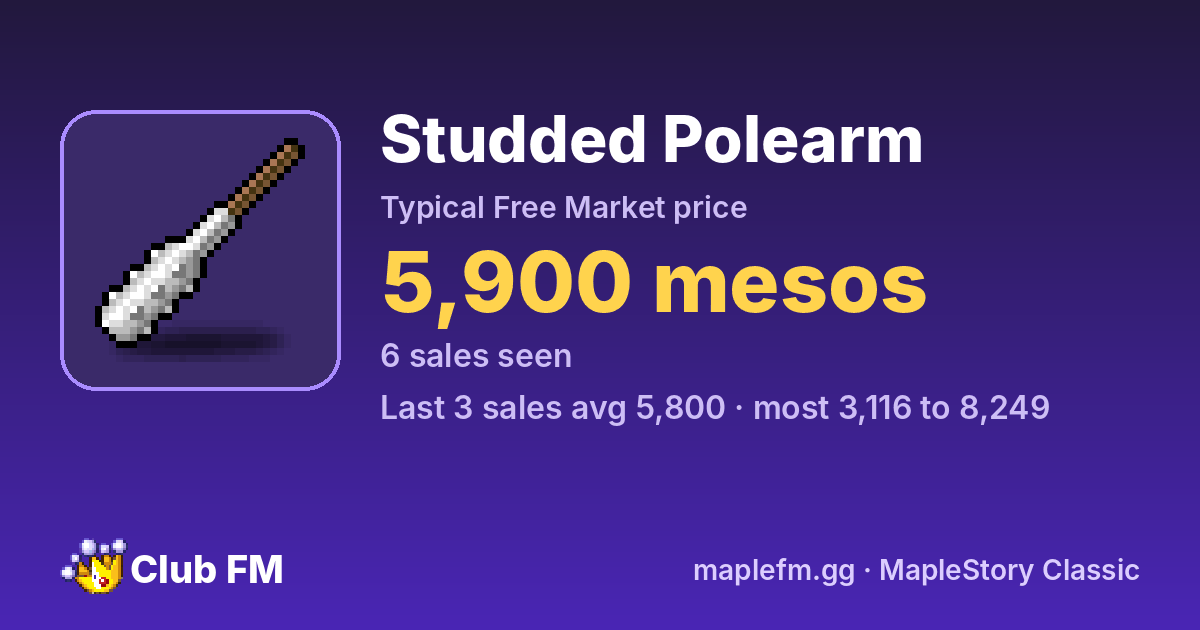 Studded Polearm
Typical Free Market price
5,900 mesos
6 sales seen
Last 3 sales avg 5,800 · most 3,116 to 8,249
Club FM
maplefm.gg · MapleStory Classic